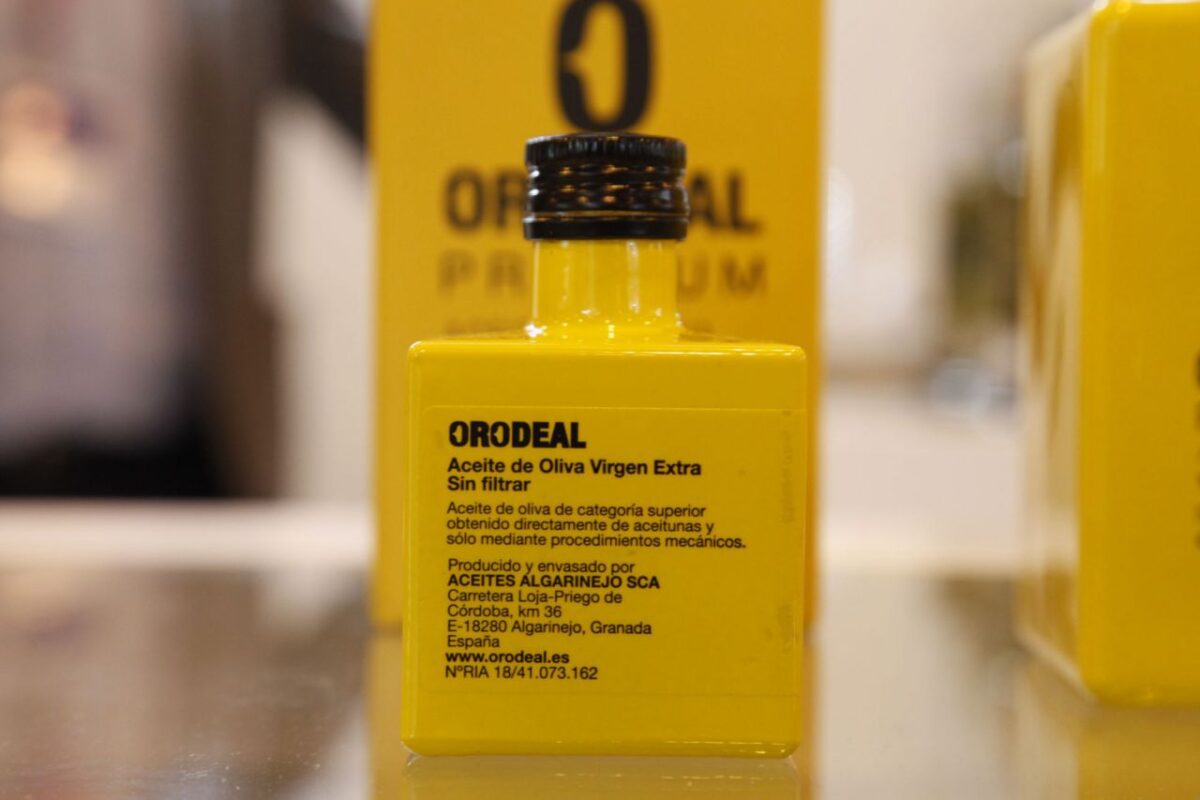 O
PR UM
ORODEAL
Aceite de Oliva Virgen Extra
Sin filtrar
Aceite de oliva de categoría superior
obtenido directamente de aceitunas y
sólo mediante procedimientos mecánicos.
Producido y envasado por
ACEITES ALGARINEJO SCA
Carretera Loja-Priego de
Córdoba, km 36
E-18280 Algarinejo, Granada
España
www.orodeal.es
NºRIA 18/41.073.162